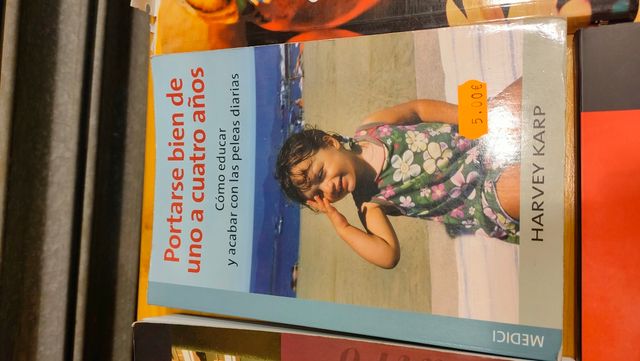 Portarse bien de
uno a cuatro años
Cómo educar
y acabar con las peleas diarias
5.00€
HARVEY KARP
MEDICI